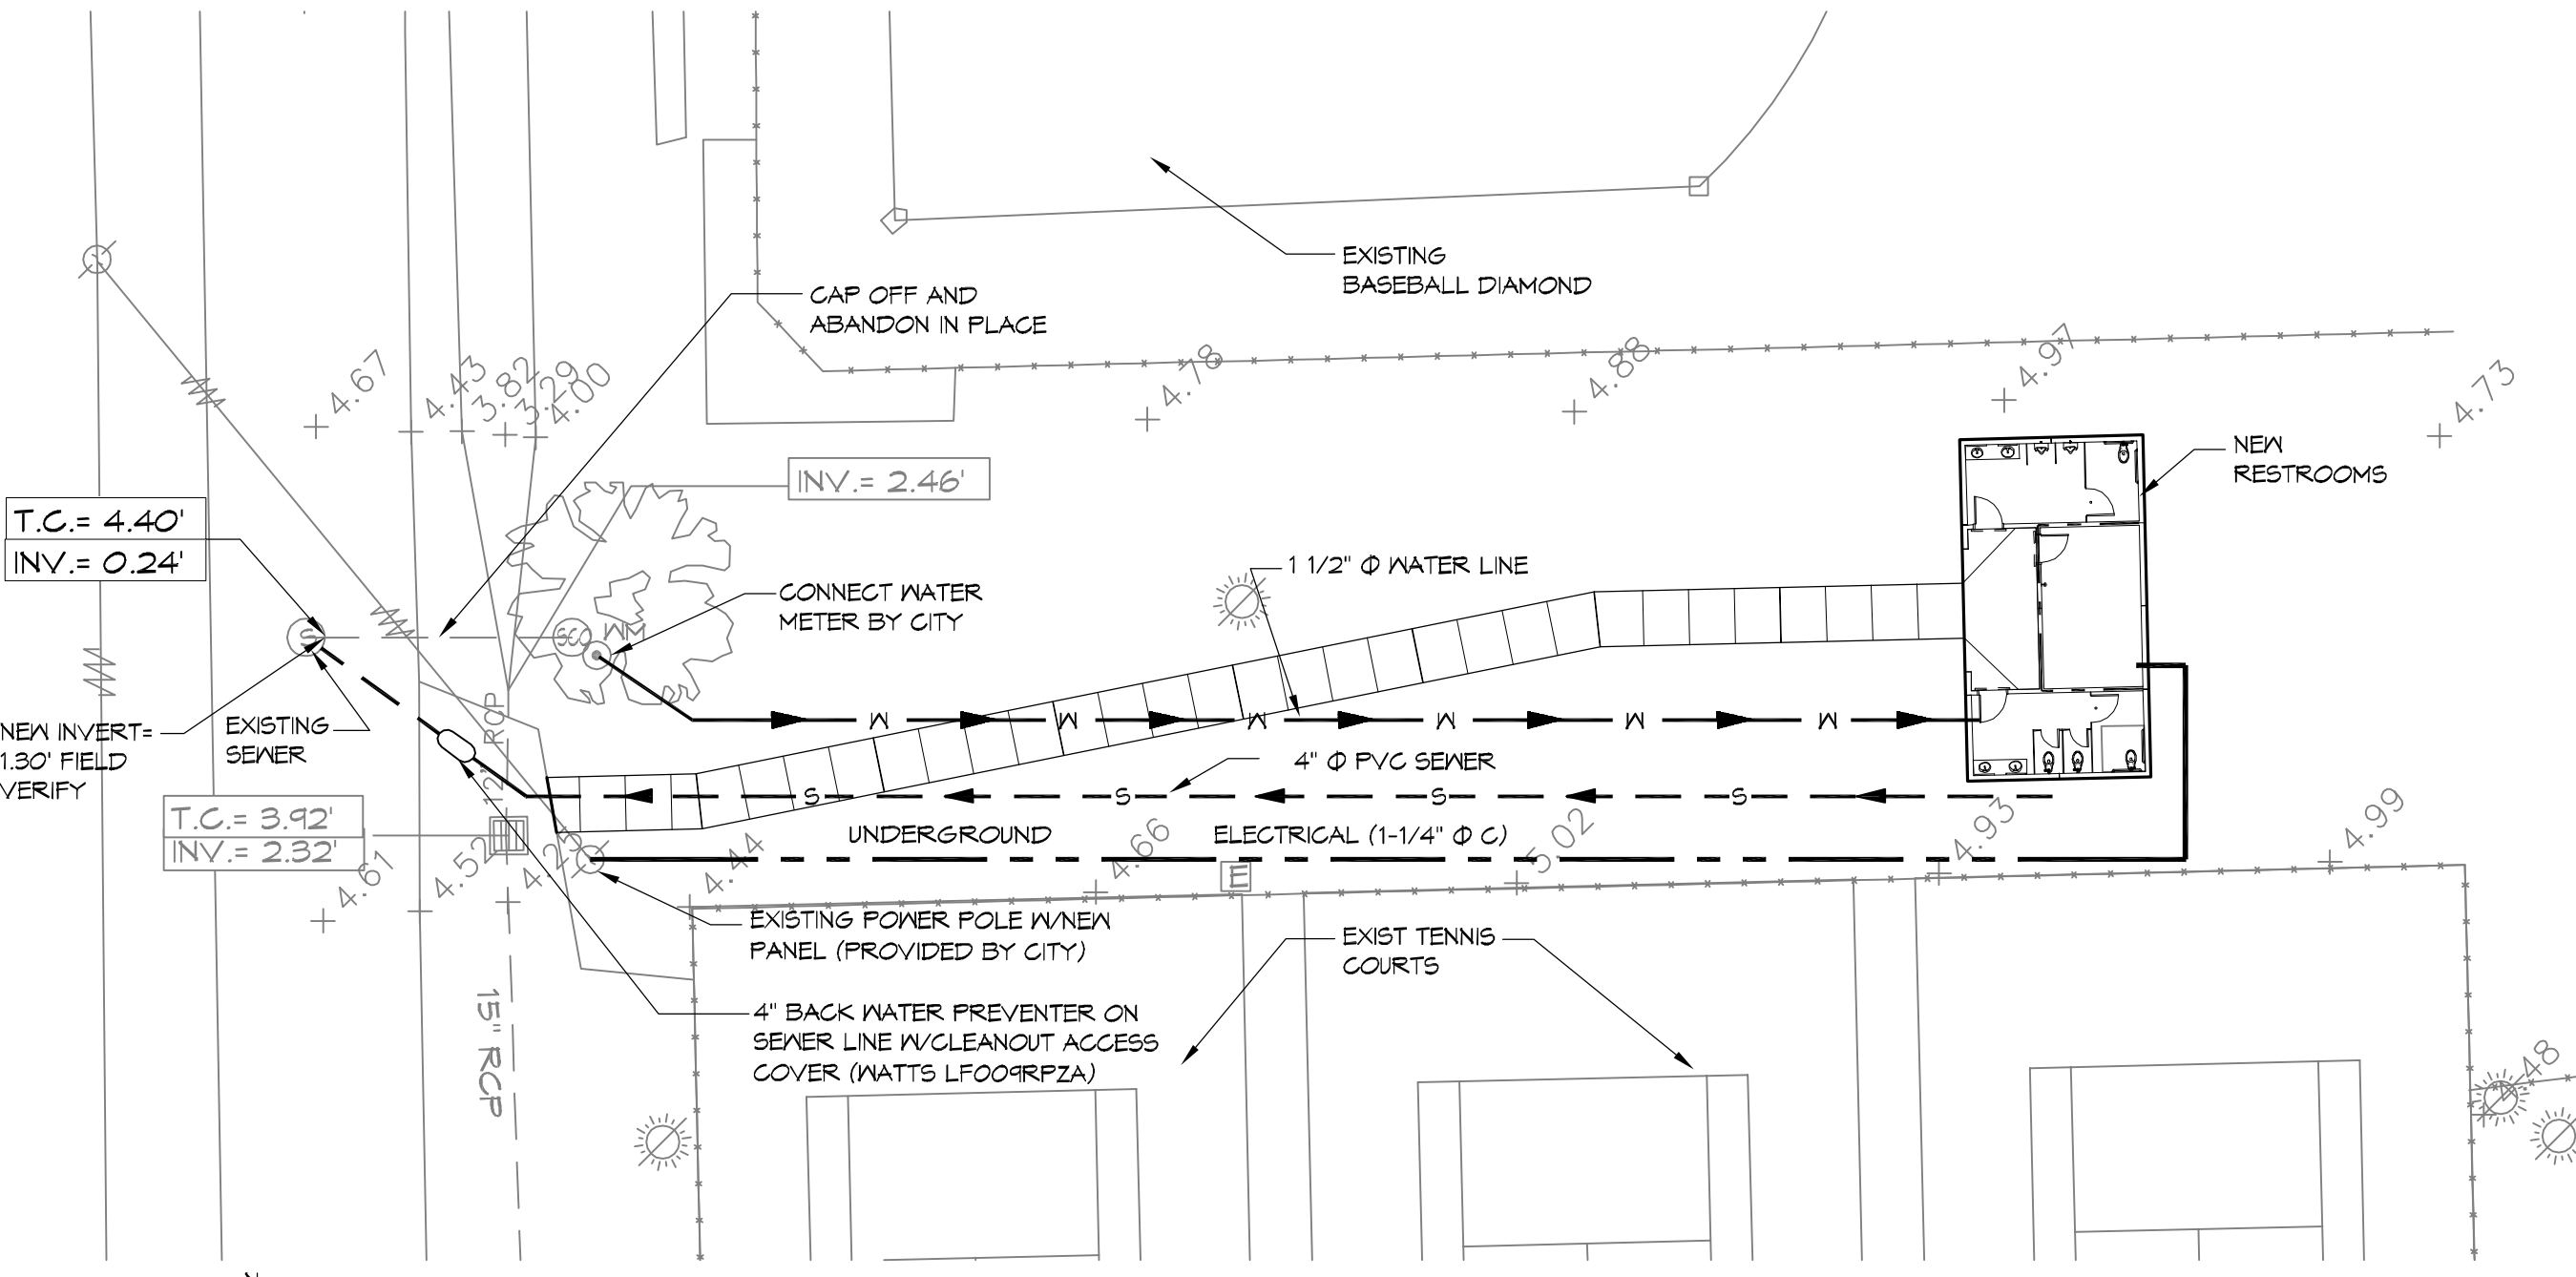 EXISTING
BASEBALL DIAMOND
CAP OFF AND
ABANDON IN PLACE
4.67
4.43
3.82
3.29
4.00
4.78
4.88
4.97
4.73
NEW
RESTROOMS
INV.= 2.46'
T.C.= 4.40'
INV.= 0.24'
1 1/2" Φ WATER LINE
CONNECT WATER
METER BY CITY
S
WM
NEW INVERT=
1.30' FIELD
VERIFY
EXISTING
SEWER
12" RCP
W W W W W W
4" Φ PVC SEWER
S S S S
T.C.= 3.92'
INV.= 2.32'
UNDERGROUND ELECTRICAL (1-1/4" Φ C)
4.61
4.52
4.23
4.44
4.66
5.02
4.93
4.99
E
EXISTING POWER POLE W/NEW
PANEL (PROVIDED BY CITY)
EXIST TENNIS
COURTS
15" RCP
4" BACK WATER PREVENTER ON
SEWER LINE W/CLEANOUT ACCESS
COVER (WATTS LF009RPZA)